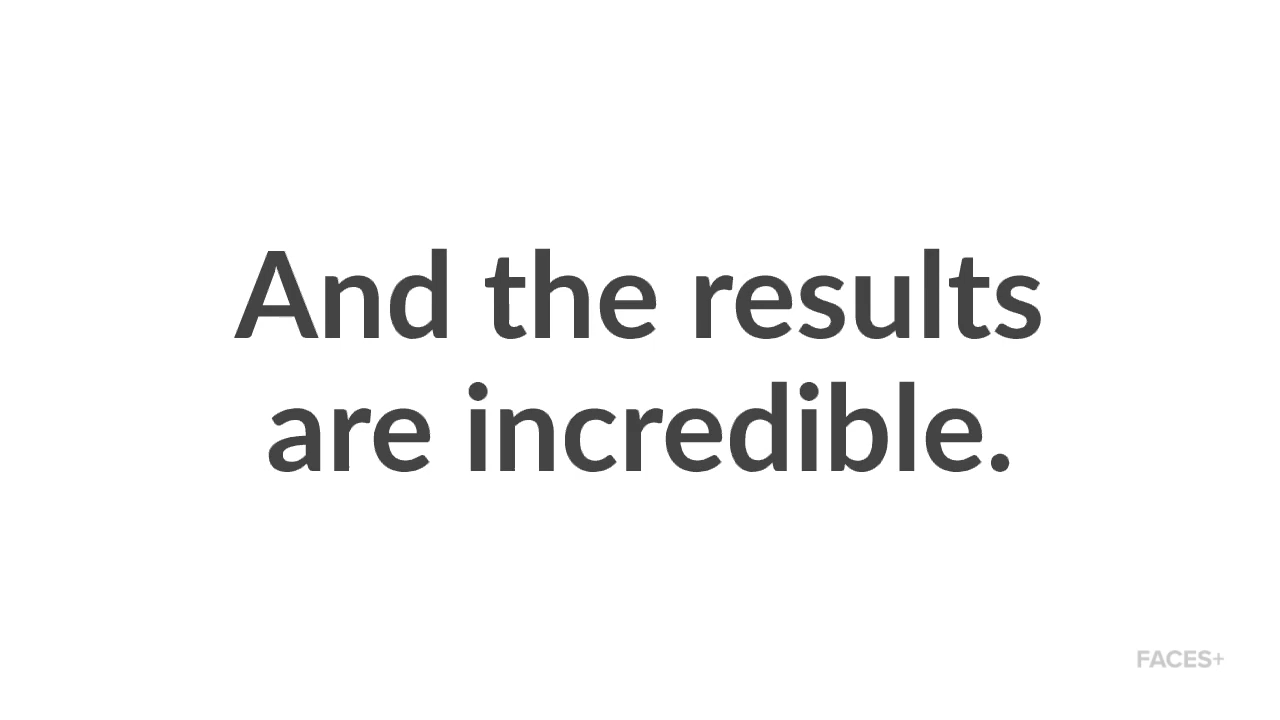 And the results
are incredible.
FACES+